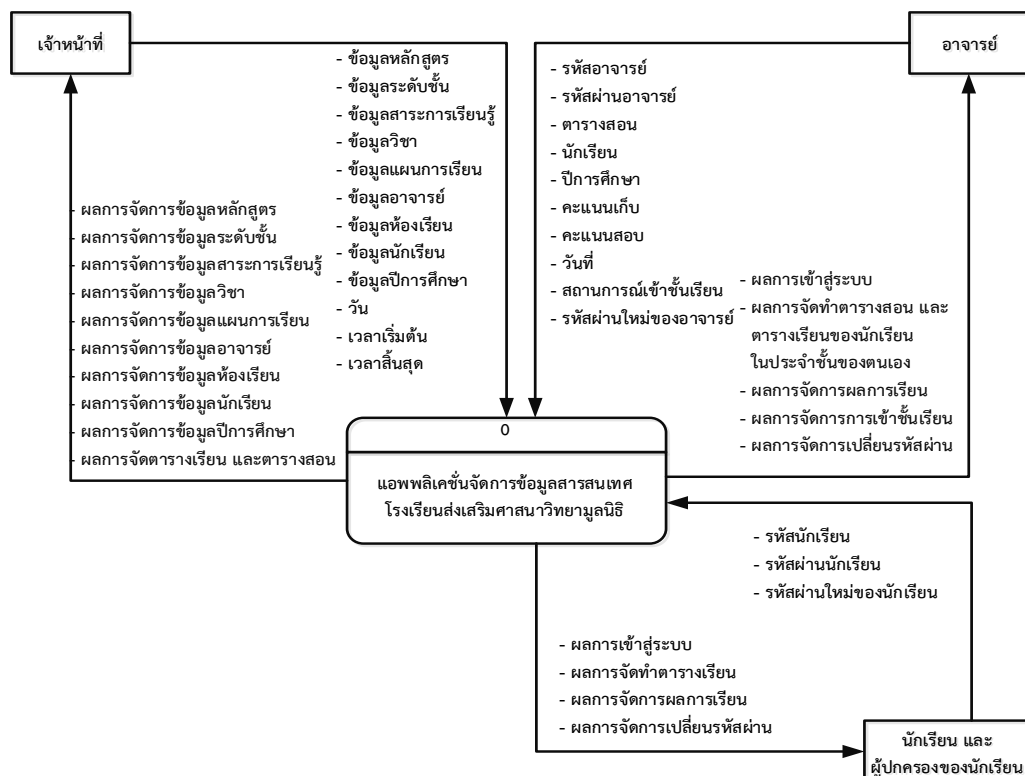 เจ้าหน้าที่
- ข้อมูลหลักสูตร
- ข้อมูลระดับชั้น
- ข้อมูลสาระการเรียนรู้
- ข้อมูลวิชา
- ข้อมูลแผนการเรียน
- ข้อมูลอาจารย์
- ข้อมูลห้องเรียน
- ข้อมูลนักเรียน
- ข้อมูลปีการศึกษา
- วัน
- เวลาเริ่มต้น
- เวลาสิ้นสุด
- ผลการจัดการข้อมูลหลักสูตร
- ผลการจัดการข้อมูลระดับชั้น
- ผลการจัดการข้อมูลสาระการเรียนรู้
- ผลการจัดการข้อมูลวิชา
- ผลการจัดการข้อมูลแผนการเรียน
- ผลการจัดการข้อมูลอาจารย์
- ผลการจัดการข้อมูลห้องเรียน
- ผลการจัดการข้อมูลนักเรียน
- ผลการจัดการข้อมูลปีการศึกษา
- ผลการจัดตารางเรียน และตารางสอน
อาจารย์
- รหัสอาจารย์
- รหัสผ่านอาจารย์
- ตารางสอน
- นักเรียน
- ปีการศึกษา
- คะแนนเก็บ
- คะแนนสอบ
- วันที่
- สถานการณ์เข้าชั้นเรียน
- รหัสผ่านใหม่ของอาจารย์
- ผลการเข้าสู่ระบบ
- ผลการจัดทำตารางสอน และ
ตารางเรียนของนักเรียน
ในประจำชั้นของตนเอง
- ผลการจัดการผลการเรียน
- ผลการจัดการการเข้าชั้นเรียน
- ผลการจัดการเปลี่ยนรหัสผ่าน
0
แอพพลิเคชั่นจัดการข้อมูลสารสนเทศ
โรงเรียนส่งเสริมศาสนาวิทยามูลนิธิ
- รหัสนักเรียน
- รหัสผ่านนักเรียน
- รหัสผ่านใหม่ของนักเรียน
- ผลการเข้าสู่ระบบ
- ผลการจัดทำตารางเรียน
- ผลการจัดการผลการเรียน
- ผลการจัดการเปลี่ยนรหัสผ่าน
นักเรียน และ
ผู้ปกครองของนักเรียน